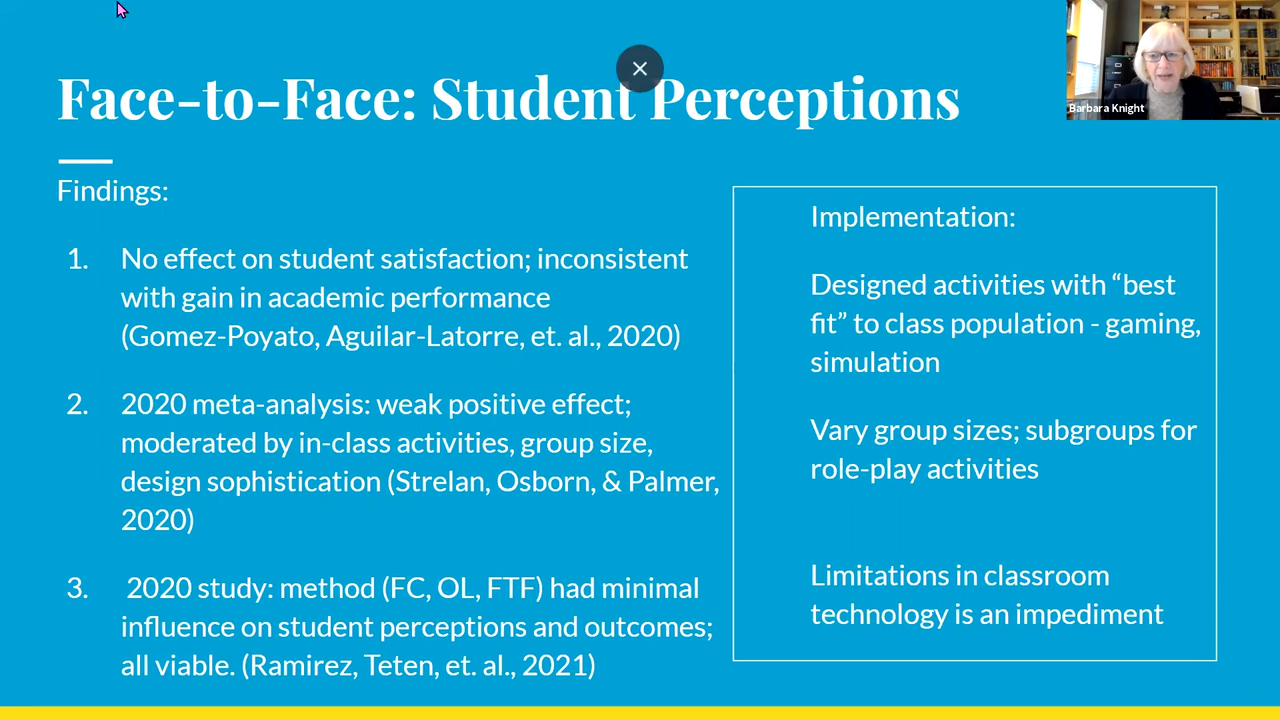 Face-to-Face: Student Perceptions
Barbara Knight
Findings:
1. No effect on student satisfaction; inconsistent
with gain in academic performance
(Gomez-Poyato, Aguilar-Latorre, et. al., 2020)
2. 2020 meta-analysis: weak positive effect;
moderated by in-class activities, group size,
design sophistication (Strelan, Osborn, & Palmer,
2020)
3. 2020 study: method (FC, OL, FTF) had minimal
influence on student perceptions and outcomes;
all viable. (Ramirez, Teten, et. al., 2021)
Implementation:
Designed activities with “best
fit” to class population - gaming,
simulation
Vary group sizes; subgroups for
role-play activities
Limitations in classroom
technology is an impediment